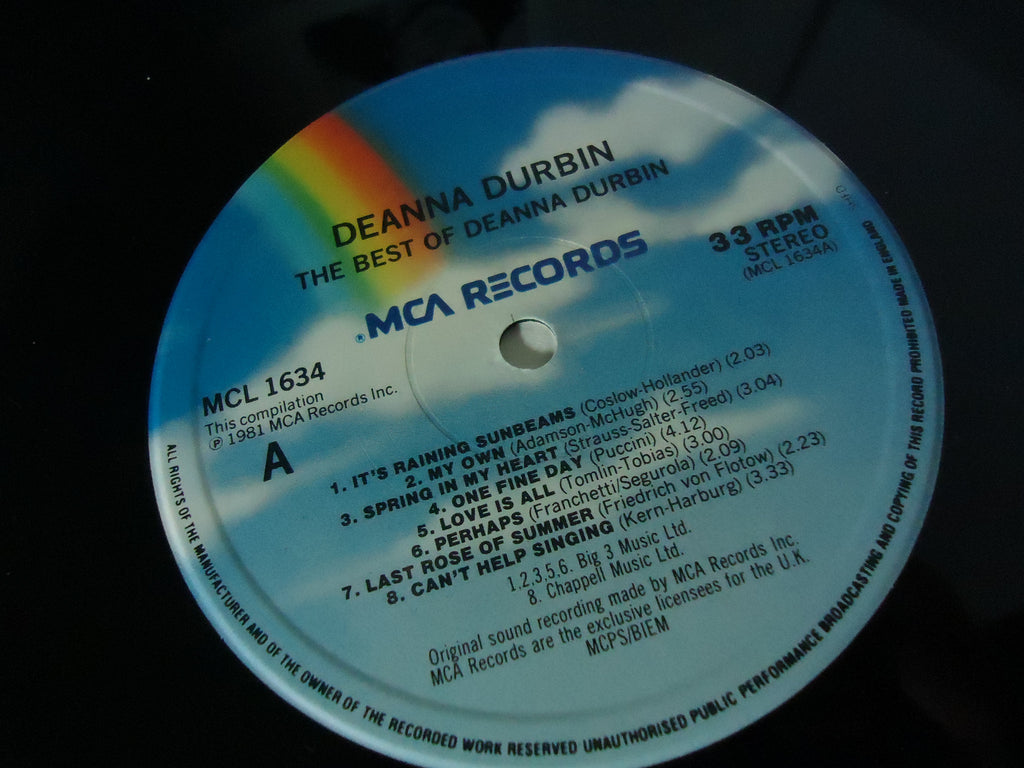 DEANNA DURBIN
THE BEST OF DEANNA DURBIN
®MCA RECORDS
33 RPM
STEREO
(MCL 1634A)
MCL 1634
This compilation
℗ 1981 MCA Records Inc.
A
1. IT'S RAINING SUNBEAMS (Coslow-Hollander) (2.03)
2. MY OWN (Adamson-McHugh) (2.55)
3. SPRING IN MY HEART (Strauss-Salter-Freed) (3.04)
4. ONE FINE DAY (Puccini) (4.12)
5. LOVE IS ALL (Tomlin-Tobias) (3.00)
6. PERHAPS (Franchetti/Segurola) (2.09)
7. LAST ROSE OF SUMMER (Friedrich von Flotow) (2.23)
8. CAN'T HELP SINGING (Kern-Harburg) (3.33)
1.2.3.5.6. Big 3 Music Ltd.
8. Chappell Music Ltd.
Original sound recording made by MCA Records Inc.
MCA Records are the exclusive licensees for the U.K.
MCPS/BIEM
ALL RIGHTS OF THE MANUFACTURER AND OF THE OWNER OF THE RECORDED WORK RESERVED UNAUTHORISED PUBLIC PERFORMANCE BROADCASTING AND COPYING OF THIS RECORD PROHIBITED MADE IN ENGLAND